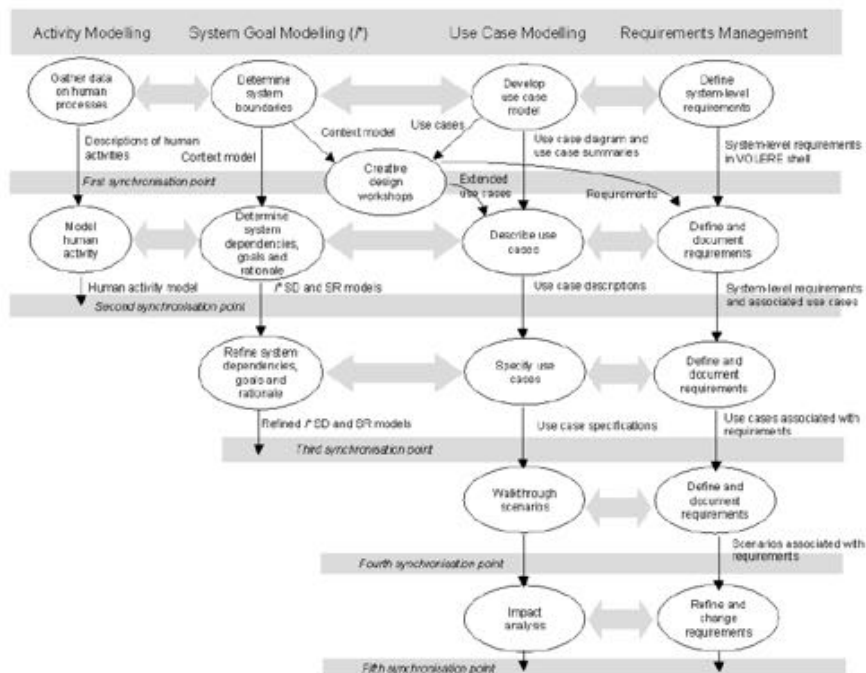 Activity Modelling
System Goal Modelling (i*)
Use Case Modelling
Requirements Management
Gather data
on human
processes
Determine
system
boundaries
Develop
use case
model
Define
system-level
requirements
Descriptions of human
activities
Context model
Context model
Use cases
Use case diagram and
use case summaries
System-level requirements
in VOLERE shell
Creative
design
workshops
First synchronisation point
Extended
use cases
Requirements
Model
human
activity
Determine
system
dependencies,
goals and
rationale
Describe use
cases
Define and
document
requirements
Human activity model
i* SD and SR models
Use case descriptions
System-level requirements
and associated use cases
Second synchronisation point
Refine system
dependencies,
goals and
rationale
Specify use
cases
Define and
document
requirements
Refined i* SD and SR models
Use case specifications
Use cases associated with
requirements
Third synchronisation point
Walkthrough
scenarios
Define and
document
requirements
Scenarios associated with
requirements
Fourth synchronisation point
Impact
analysis
Refine and
change
requirements
Fifth synchronisation point